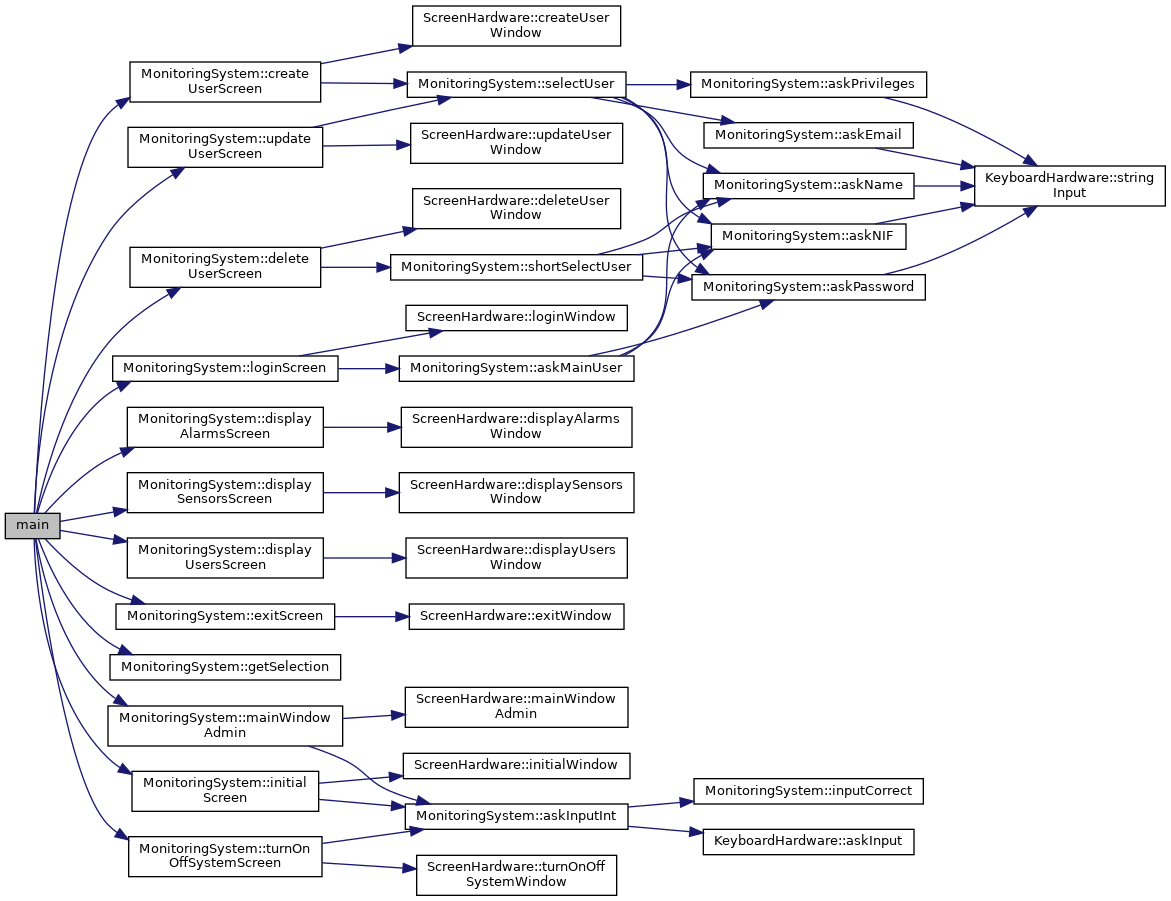 main
MonitoringSystem::create
UserScreen
MonitoringSystem::update
UserScreen
MonitoringSystem::delete
UserScreen
MonitoringSystem::loginScreen
MonitoringSystem::display
AlarmsScreen
MonitoringSystem::display
SensorsScreen
MonitoringSystem::display
UsersScreen
MonitoringSystem::exitScreen
MonitoringSystem::getSelection
MonitoringSystem::mainWindow
Admin
MonitoringSystem::initial
Screen
MonitoringSystem::turnOn
OffSystemScreen
ScreenHardware::createUser
Window
MonitoringSystem::selectUser
ScreenHardware::updateUser
Window
ScreenHardware::deleteUser
Window
MonitoringSystem::shortSelectUser
ScreenHardware::loginWindow
MonitoringSystem::askMainUser
ScreenHardware::displayAlarms
Window
ScreenHardware::displaySensors
Window
ScreenHardware::displayUsers
Window
ScreenHardware::exitWindow
ScreenHardware::mainWindow
Admin
ScreenHardware::initialWindow
MonitoringSystem::askInputInt
ScreenHardware::turnOnOff
SystemWindow
MonitoringSystem::askPrivileges
MonitoringSystem::askEmail
MonitoringSystem::askName
MonitoringSystem::askNIF
MonitoringSystem::askPassword
MonitoringSystem::inputCorrect
KeyboardHardware::askInput
KeyboardHardware::string
Input